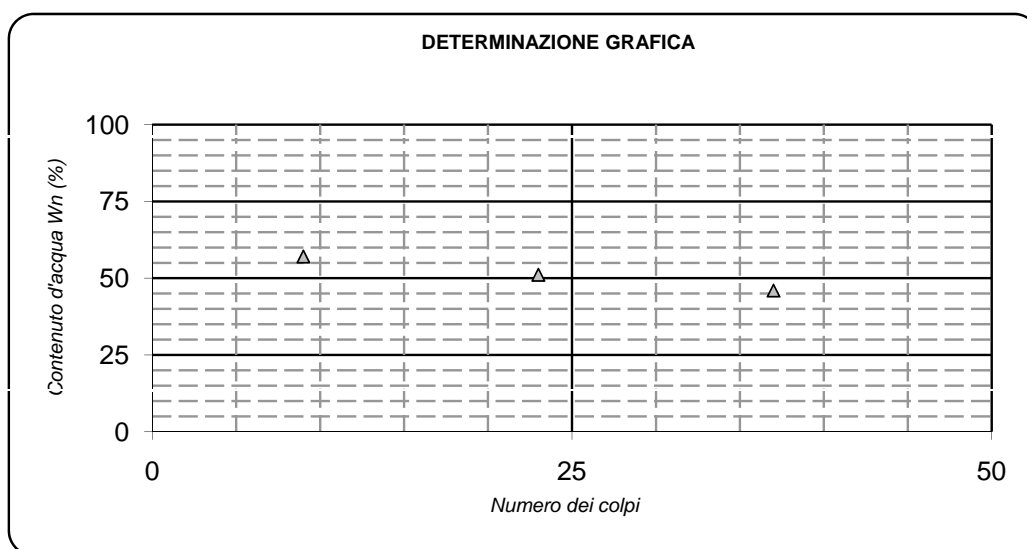 DETERMINAZIONE GRAFICA
Contenuto d'acqua Wn (%)
100
75
50
25
0
0 25 50
Numero dei colpi